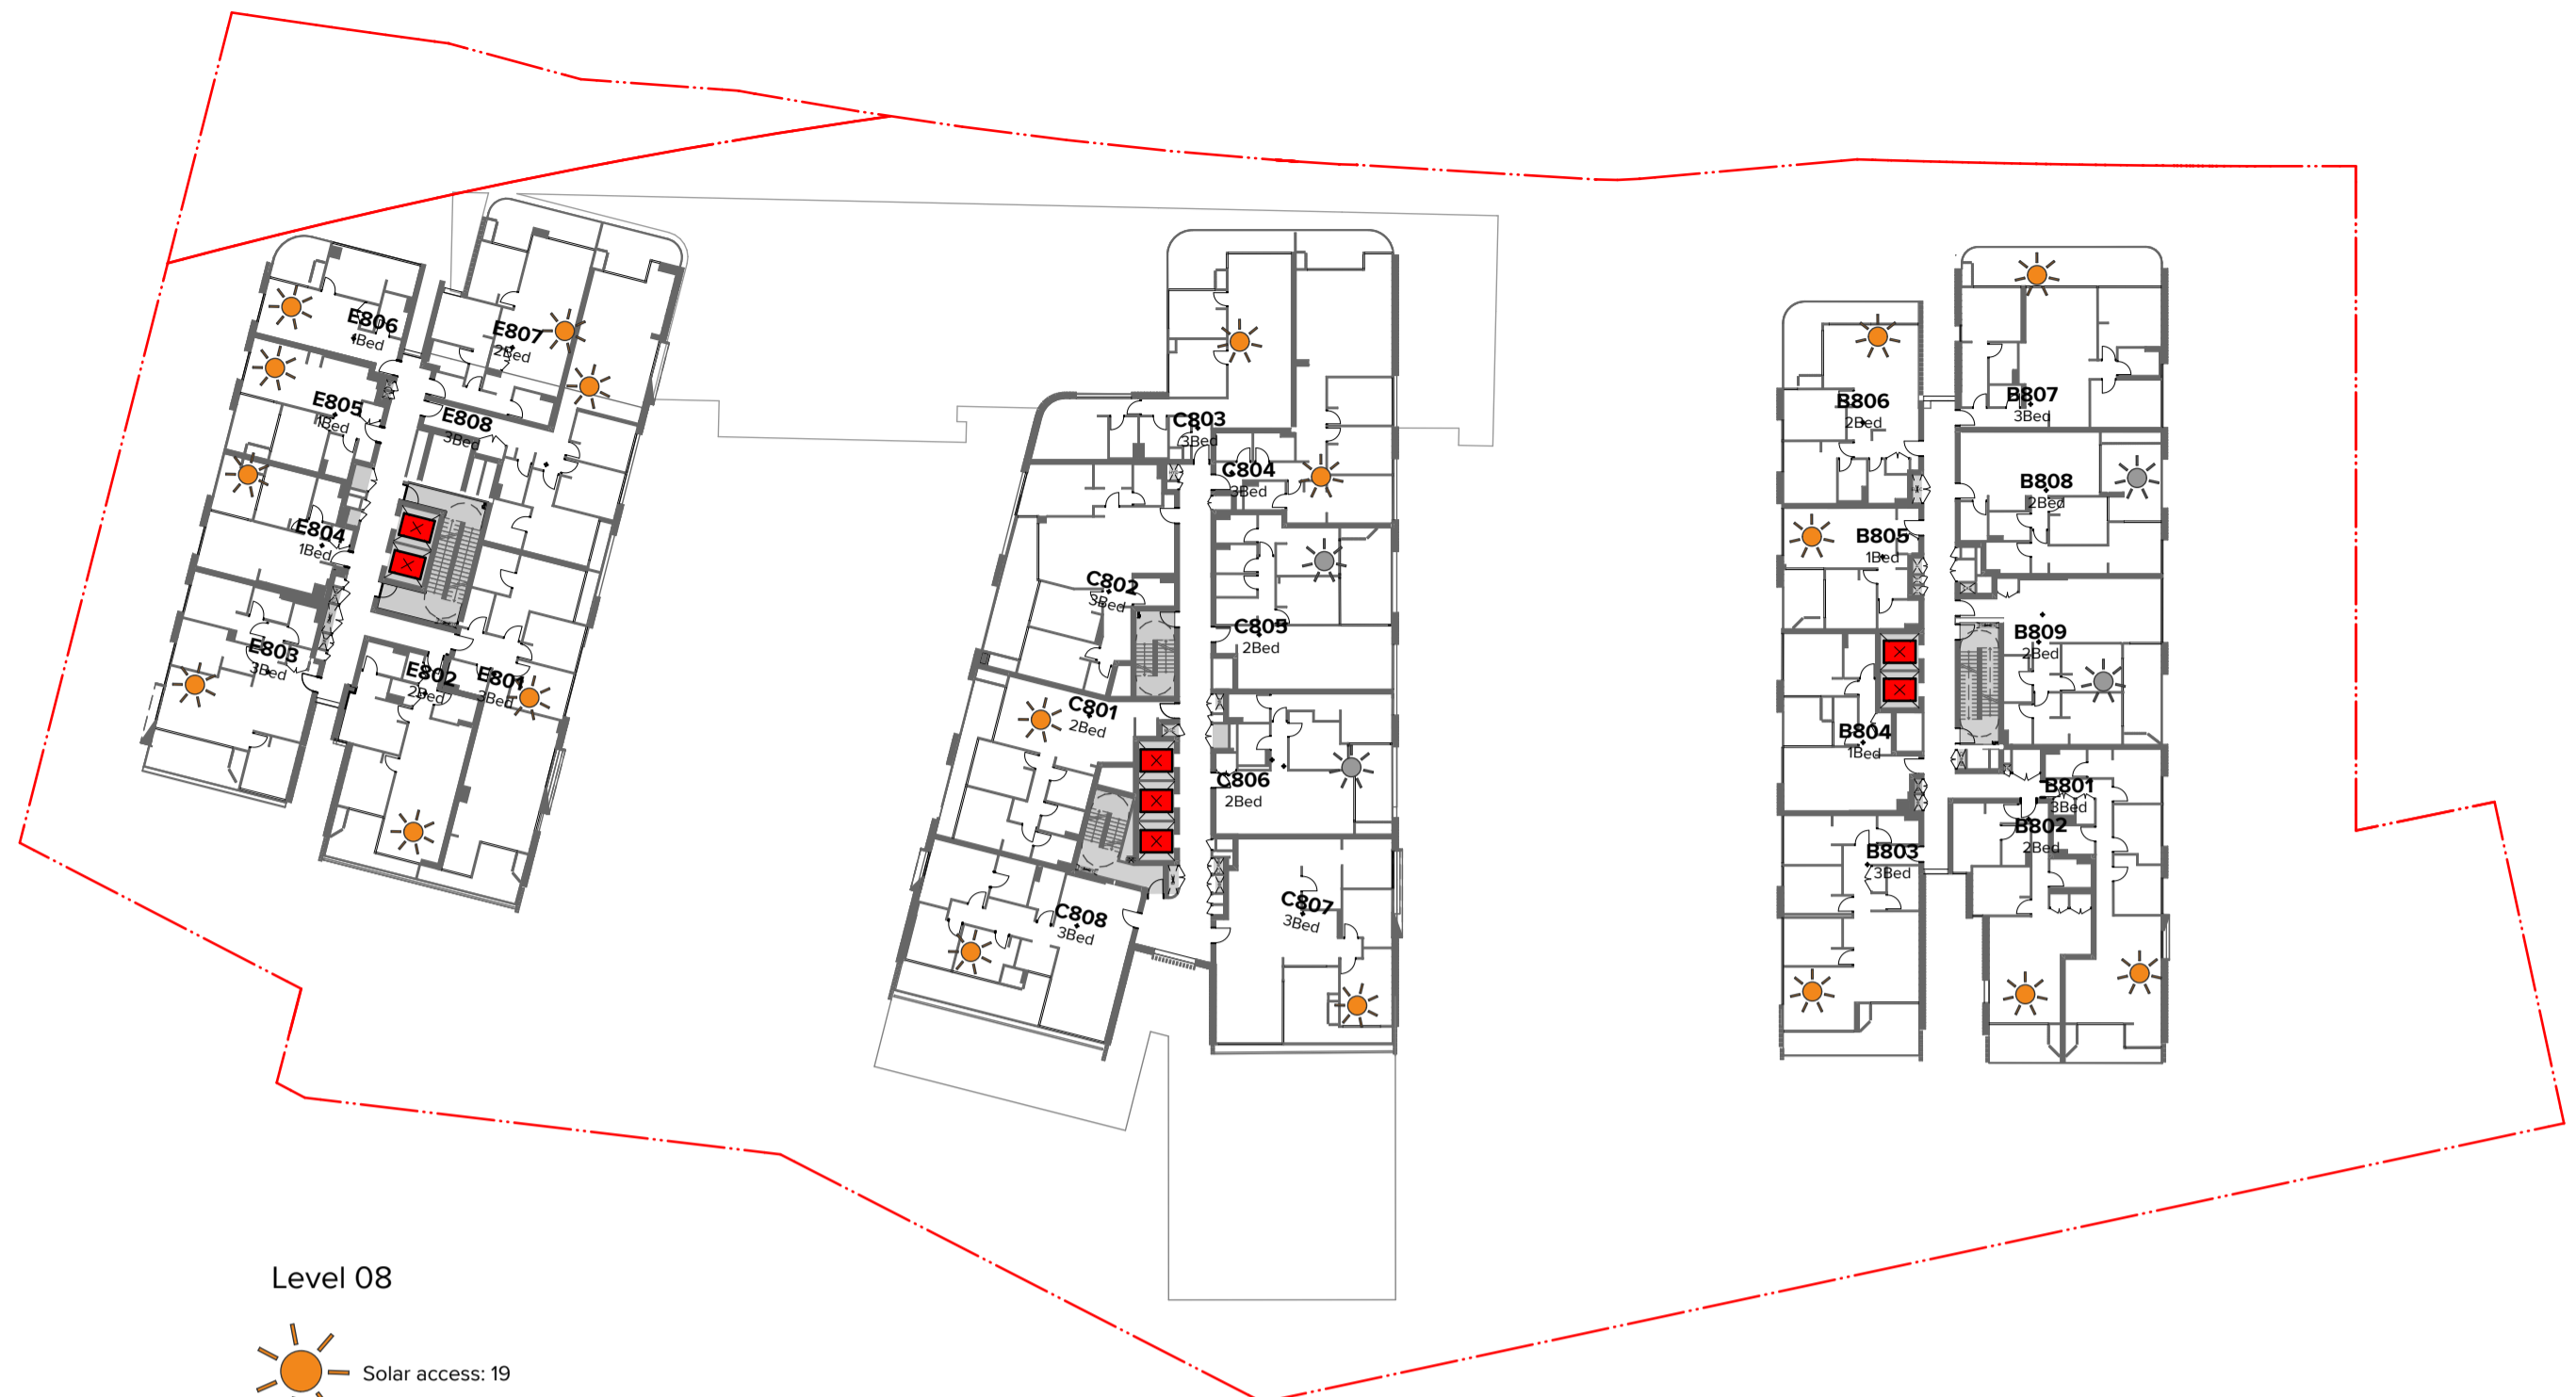 E806
1Bed
E807
2Bed
E805
1Bed
E808
3Bed
E804
1Bed
E803
3Bed
E802
2Bed
E801
3Bed
C803
3Bed
C804
3Bed
C802
3Bed
C805
2Bed
C801
2Bed
C806
2Bed
C808
3Bed
C807
3Bed
B806
2Bed
B807
3Bed
B808
2Bed
B805
1Bed
B809
2Bed
B804
1Bed
B801
3Bed
B802
2Bed
B803
3Bed
Level 08
Solar access: 19